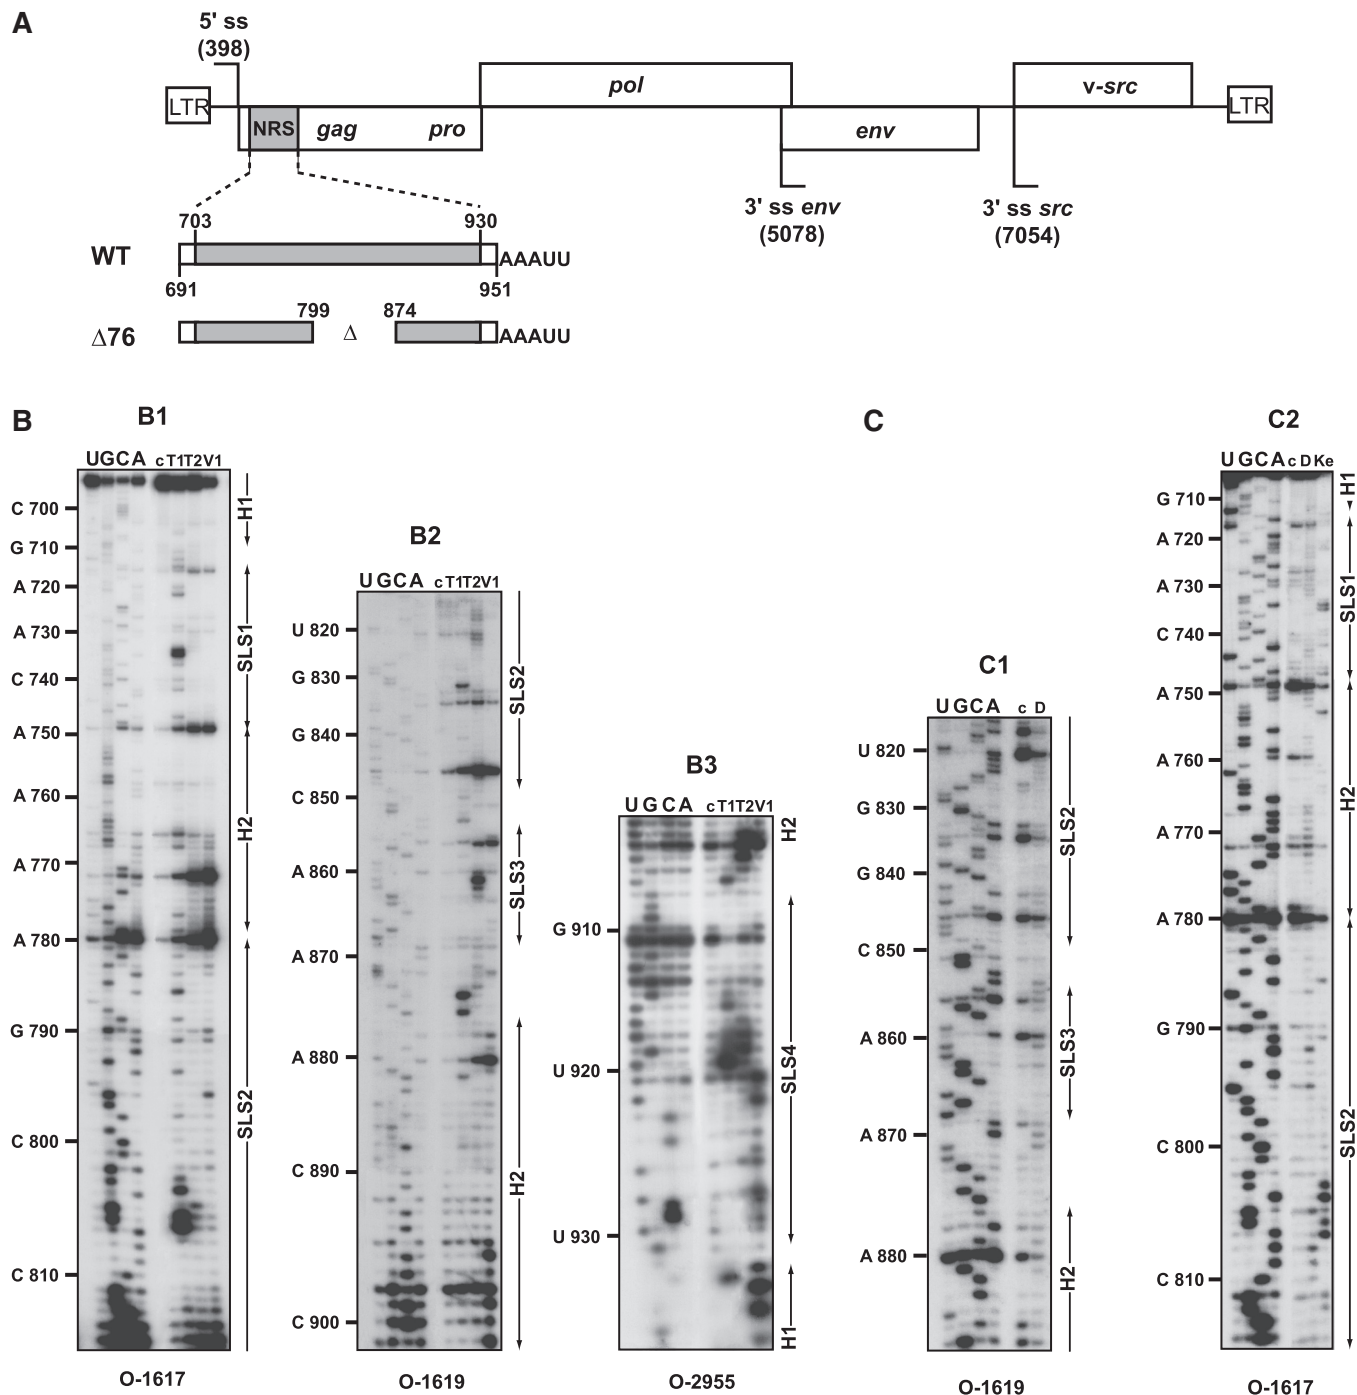 A
5' ss
(398)
LTR
NRS
gag
pro
pol
env
v-src
LTR
3' ss env
(5078)
3' ss src
(7054)
703
930
WT
AAAUU
691
951
799
874
Δ76
Δ
AAAUU
B
B1
UGCA cT1T2V1
C 700
G 710
A 720
A 730
C 740
A 750
A 760
A 770
A 780
G 790
C 800
C 810
H1
SLS1
H2
SLS2
O-1617
B2
UGCA cT1T2V1
U 820
G 830
G 840
C 850
A 860
A 870
A 880
C 890
C 900
SLS2
SLS3
H2
O-1619
B3
UGCA cT1T2V1
G 910
U 920
U 930
H2
SLS4
H1
O-2955
C
C1
UGCA c D
U 820
G 830
G 840
C 850
A 860
A 870
A 880
SLS2
SLS3
H2
O-1619
C2
UGCA c D Ke
G 710
A 720
A 730
C 740
A 750
A 760
A 770
A 780
G 790
C 800
C 810
H1
SLS1
H2
SLS2
O-1617